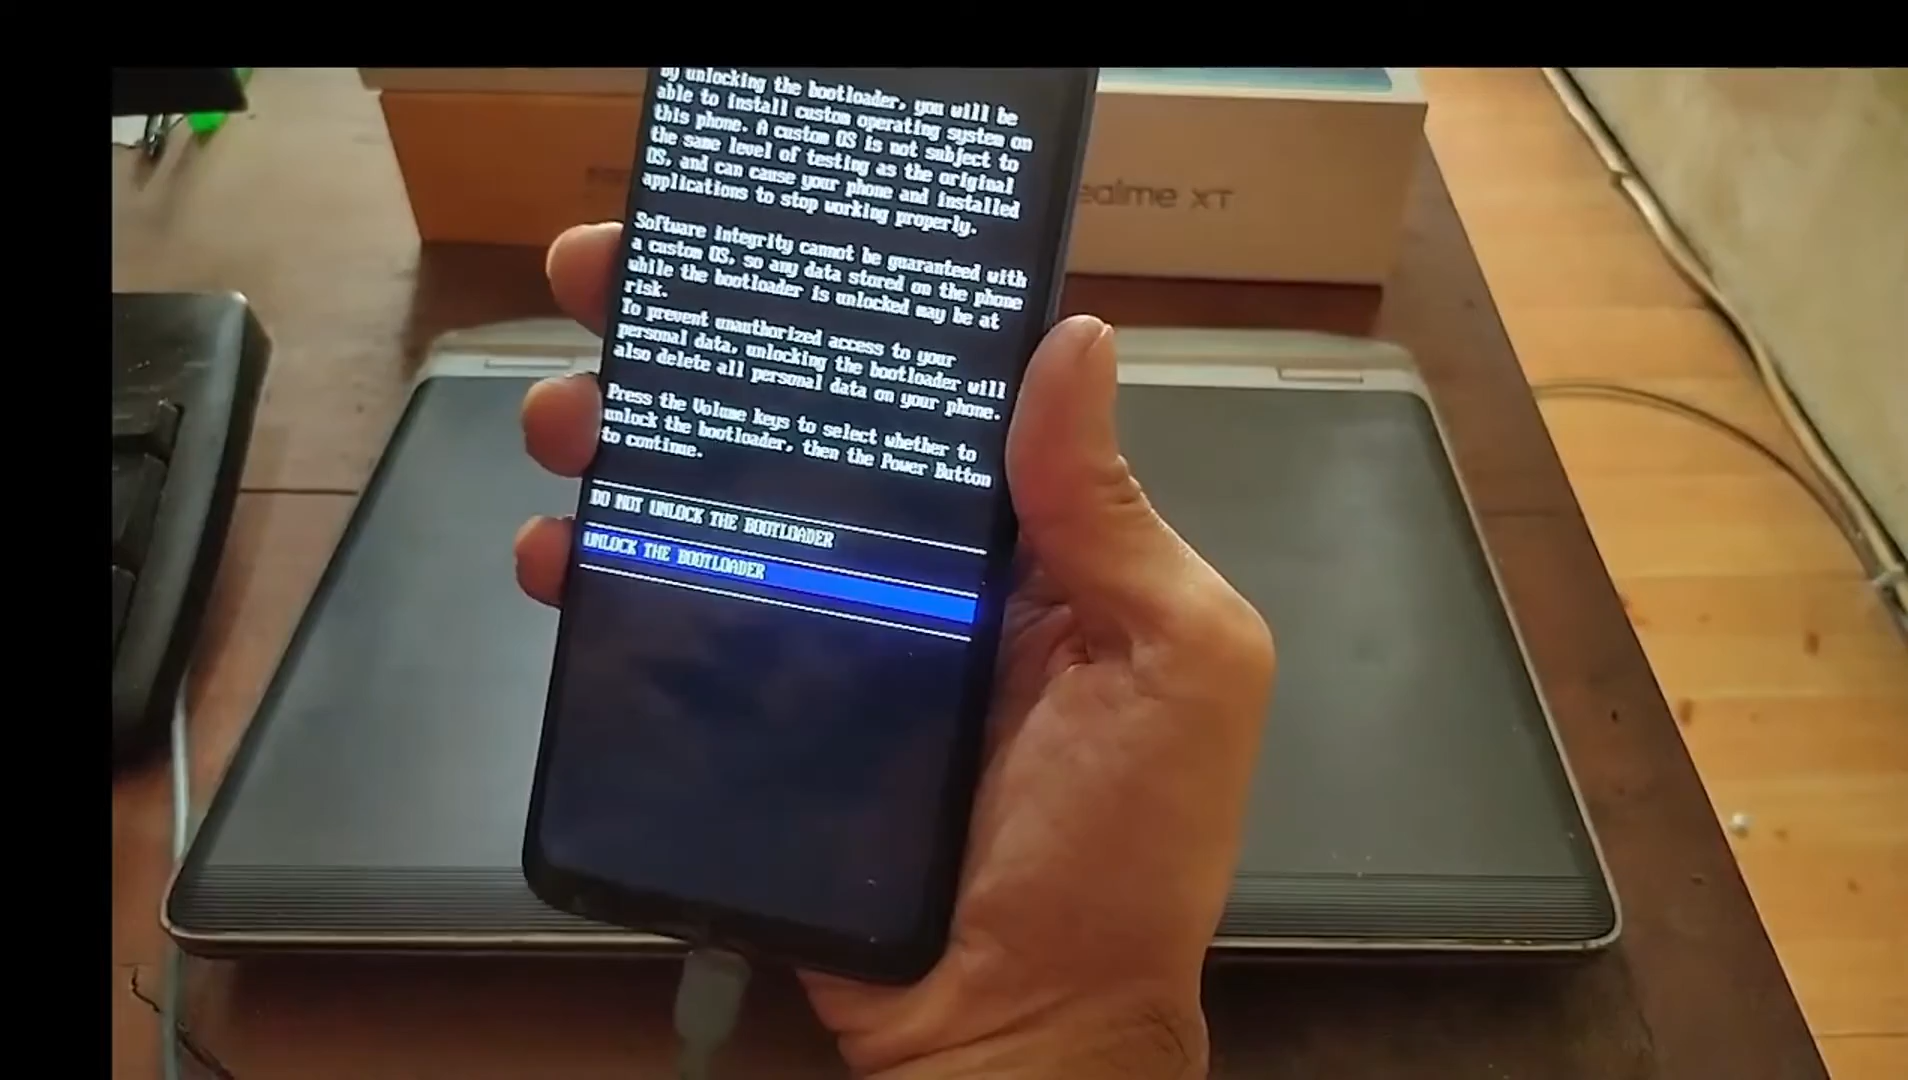 By unlocking the bootloader, you will be
able to install custom operating system on
this phone. A custom OS is not subject to
the same level of testing as the original
OS, and can cause your phone and installed
applications to stop working properly.
Software integrity cannot be guaranteed with
a custom OS, so any data stored on the phone
while the bootloader is unlocked may be at
risk.
To prevent unauthorized access to your
personal data, unlocking the bootloader will
also delete all personal data on your phone.
Press the Volume keys to select whether to
unlock the bootloader, then the Power Button
to continue.
DO NOT UNLOCK THE BOOTLOADER
UNLOCK THE BOOTLOADER
ealme XT